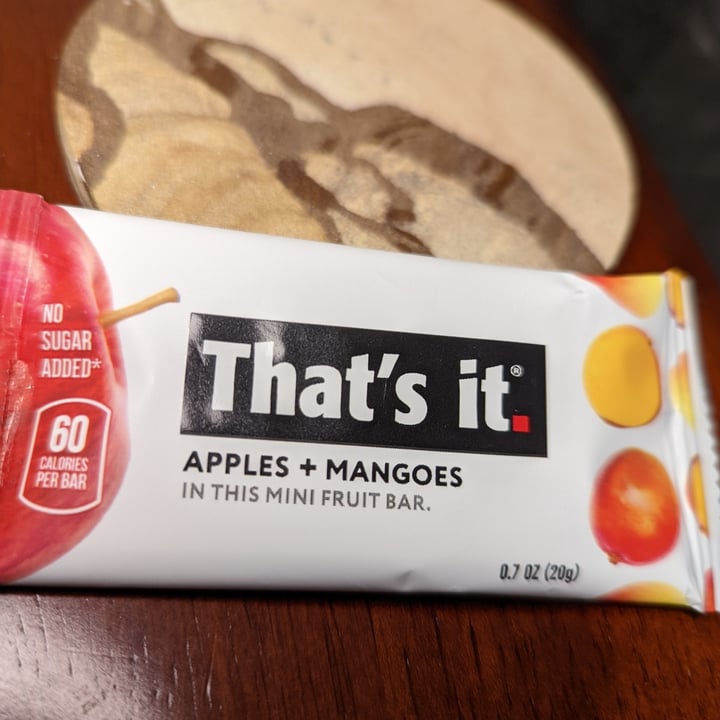 NO
SUGAR
ADDED*
60
CALORIES
PER BAR
That's it.®
APPLES + MANGOES
IN THIS MINI FRUIT BAR.
0.7 OZ (20g)